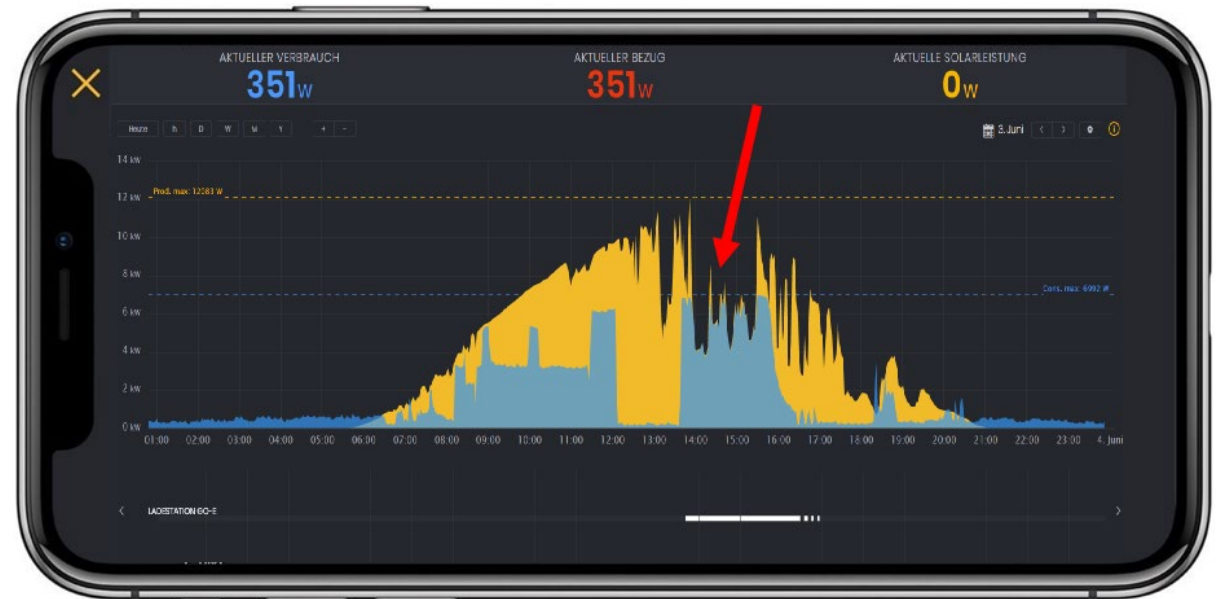 AKTUELLER VERBRAUCH
351 W
AKTUELLER BEZUG
351 W
AKTUELLE SOLARLEISTUNG
0 W
Heute h D W M Y + -
3. Juni < > i
14 kW
12 kW
Prod. max: 12083 W
10 kW
8 kW
Cons. max: 6992 W
6 kW
4 kW
2 kW
0 kW
01:00 02:00 03:00 04:00 05:00 06:00 07:00 08:00 09:00 10:00 11:00 12:00 13:00 14:00 15:00 16:00 17:00 18:00 19:00 20:00 21:00 22:00 23:00 4. Juni
< LADESTATION GO-E >